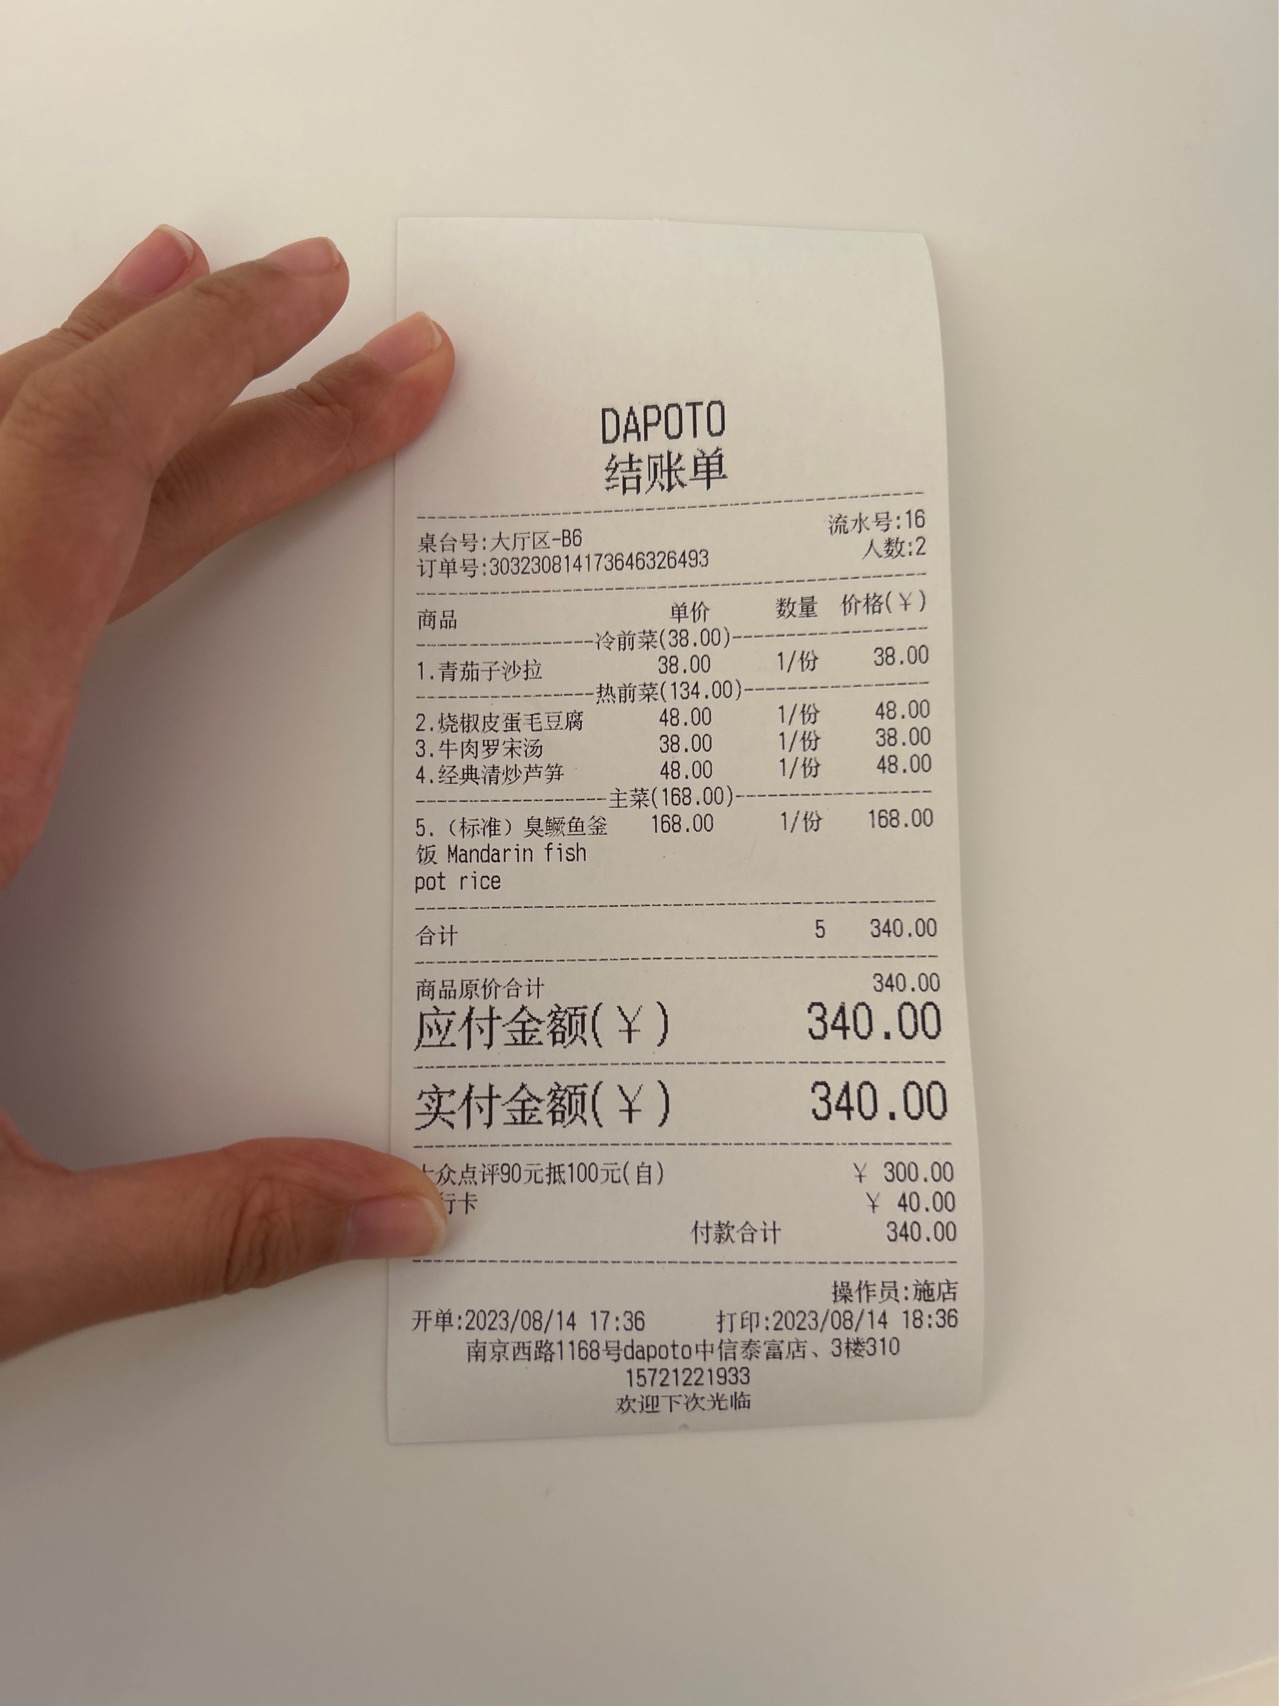 DAPOTO
结账单
桌台号:大厅区-B6 流水号:16
订单号:303230814173646326493 人数:2
商品 单价 数量 价格(¥)
冷前菜(38.00)
1.青茄子沙拉 38.00 1/份 38.00
热前菜(134.00)
2.烧椒皮蛋毛豆腐 48.00 1/份 48.00
3.牛肉罗宋汤 38.00 1/份 38.00
4.经典清炒芦笋 48.00 1/份 48.00
主菜(168.00)
5.（标准）臭鳜鱼釜 168.00 1/份 168.00
饭 Mandarin fish
pot rice
合计 5 340.00
商品原价合计 340.00
应付金额(¥) 340.00
实付金额(¥) 340.00
大众点评90元抵100元(自) ¥ 300.00
行卡 ¥ 40.00
付款合计 340.00
操作员:施店
开单:2023/08/14 17:36 打印:2023/08/14 18:36
南京西路1168号dapoto中信泰富店、3楼310
15721221933
欢迎下次光临